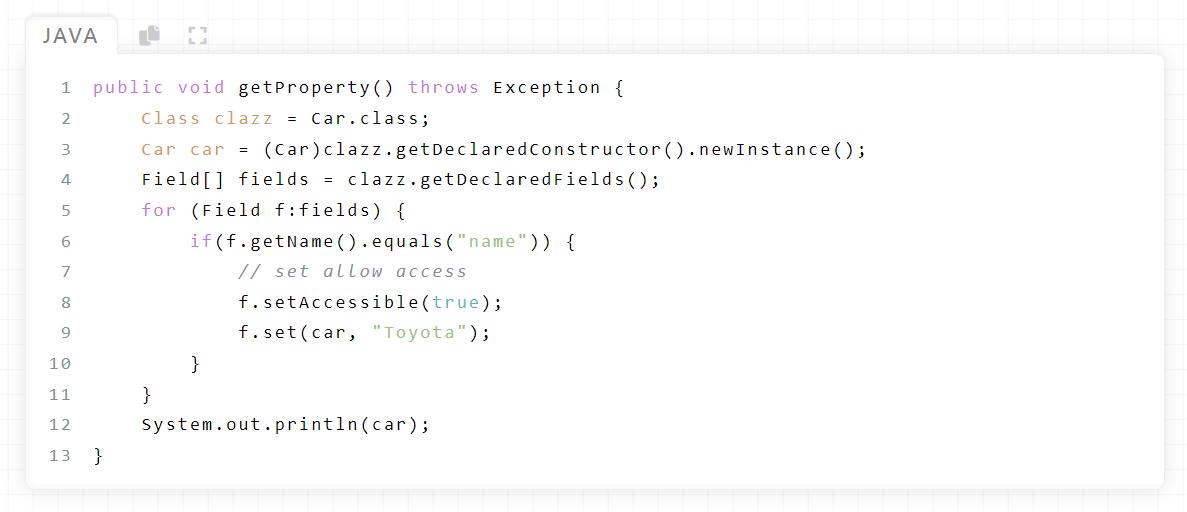 JAVA
1 public void getProperty() throws Exception {
2     Class clazz = Car.class;
3     Car car = (Car)clazz.getDeclaredConstructor().newInstance();
4     Field[] fields = clazz.getDeclaredFields();
5     for (Field f:fields) {
6         if(f.getName().equals("name")) {
7             // set allow access
8             f.setAccessible(true);
9             f.set(car, "Toyota");
10         }
11     }
12     System.out.println(car);
13 }